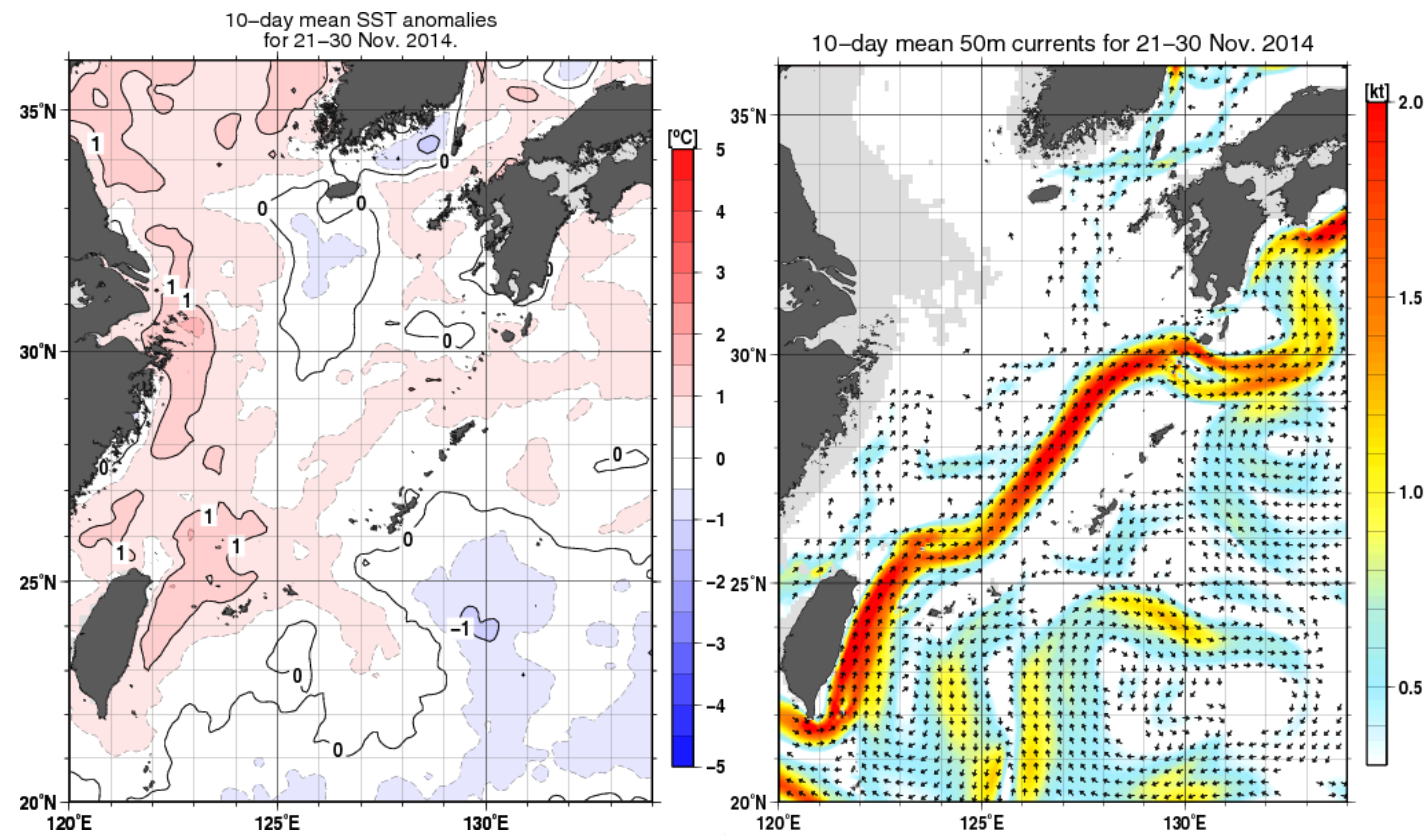 10−day mean SST anomalies
for 21−30 Nov. 2014.
35°N
30°N
25°N
20°N
120°E
125°E
130°E
1
1
1
1
1
1
0
0
0
0
0
0
0
0
0
0
−1
[°C]
5
4
3
2
1
0
−1
−2
−3
−4
−5
10−day mean 50m currents for 21−30 Nov. 2014
35°N
30°N
25°N
20°N
120°E
125°E
130°E
[kt]
2.0
1.5
1.0
0.5